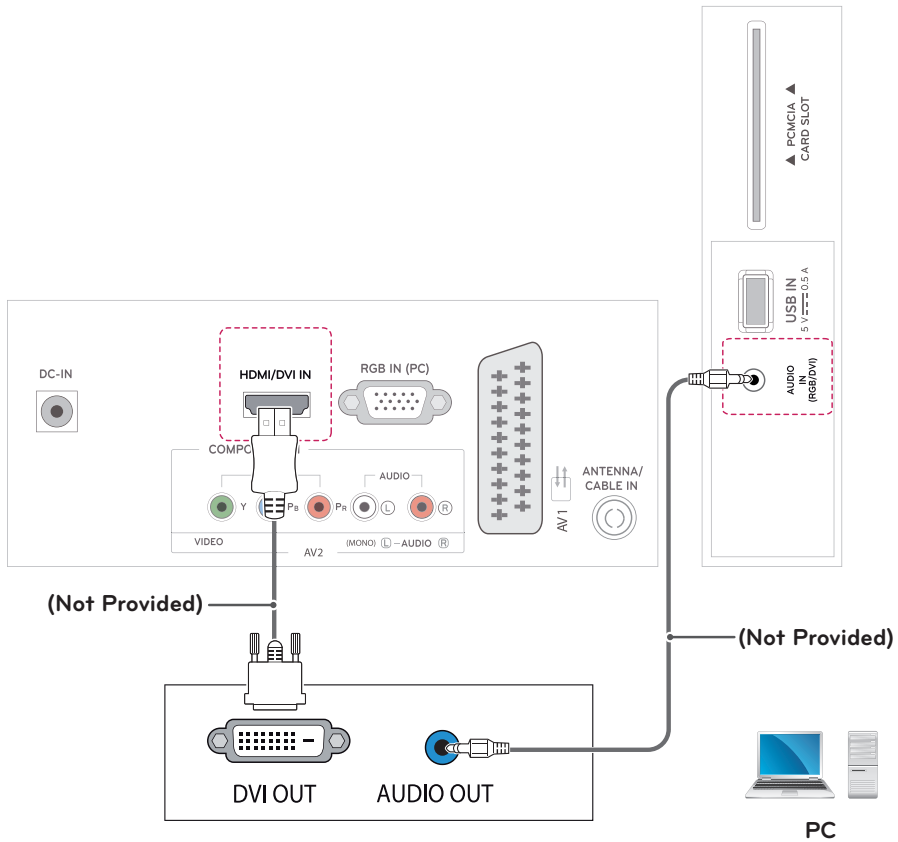 ▲ PCMCIA ▲
CARD SLOT
USB IN
5 V 0.5 A
AUDIO
IN
(RGB/DVI)
DC-IN
HDMI/DVI IN
RGB IN (PC)
AUDIO
Y
PB
PR
L
R
VIDEO
(MONO) L – AUDIO R
AV2
AV1
ANTENNA/
CABLE IN
(Not Provided)
(Not Provided)
DVI OUT
AUDIO OUT
PC